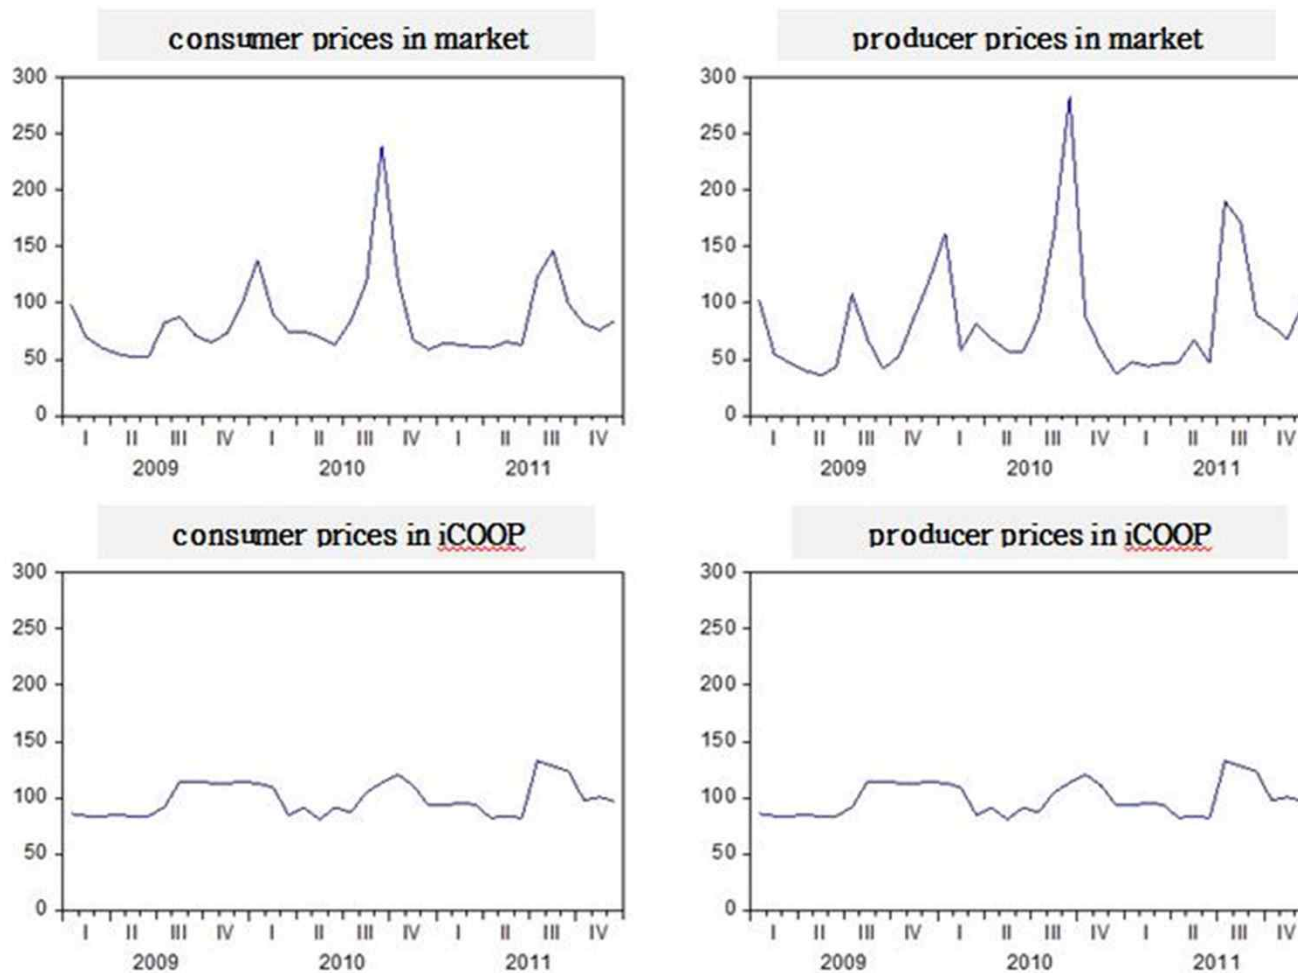 consumer prices in market
300
250
200
150
100
50
0
I II III IV I II III IV I II III IV
2009 2010 2011
producer prices in market
300
250
200
150
100
50
0
I II III IV I II III IV I II III IV
2009 2010 2011
consumer prices in iCOOP
300
250
200
150
100
50
0
I II III IV I II III IV I II III IV
2009 2010 2011
producer prices in iCOOP
300
250
200
150
100
50
0
I II III IV I II III IV I II III IV
2009 2010 2011